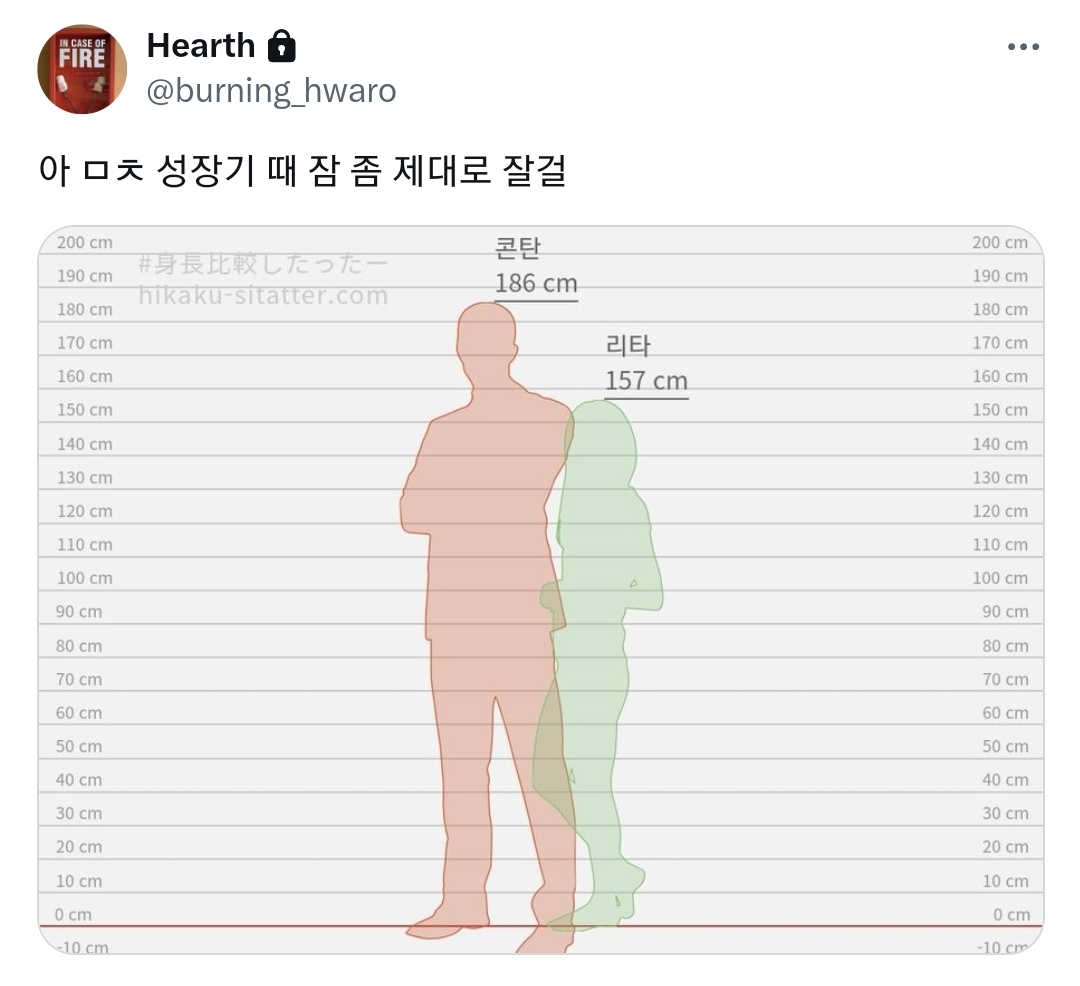 IN CASE OF
FIRE
Hearth
@burning_hwaro
아 ㅁㅊ 성장기 때 잠 좀 제대로 잘걸
#身長比較したったー
hikaku-sitatter.com
콘탄
186 cm
리타
157 cm
200 cm 200 cm
190 cm 190 cm
180 cm 180 cm
170 cm 170 cm
160 cm 160 cm
150 cm 150 cm
140 cm 140 cm
130 cm 130 cm
120 cm 120 cm
110 cm 110 cm
100 cm 100 cm
90 cm 90 cm
80 cm 80 cm
70 cm 70 cm
60 cm 60 cm
50 cm 50 cm
40 cm 40 cm
30 cm 30 cm
20 cm 20 cm
10 cm 10 cm
0 cm 0 cm
-10 cm -10 cm